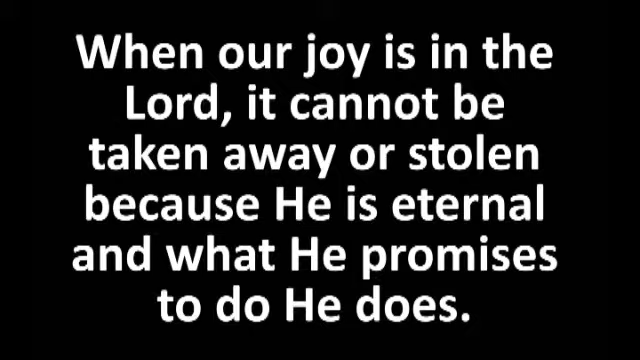 When our joy is in the
Lord, it cannot be
taken away or stolen
because He is eternal
and what He promises
to do He does.